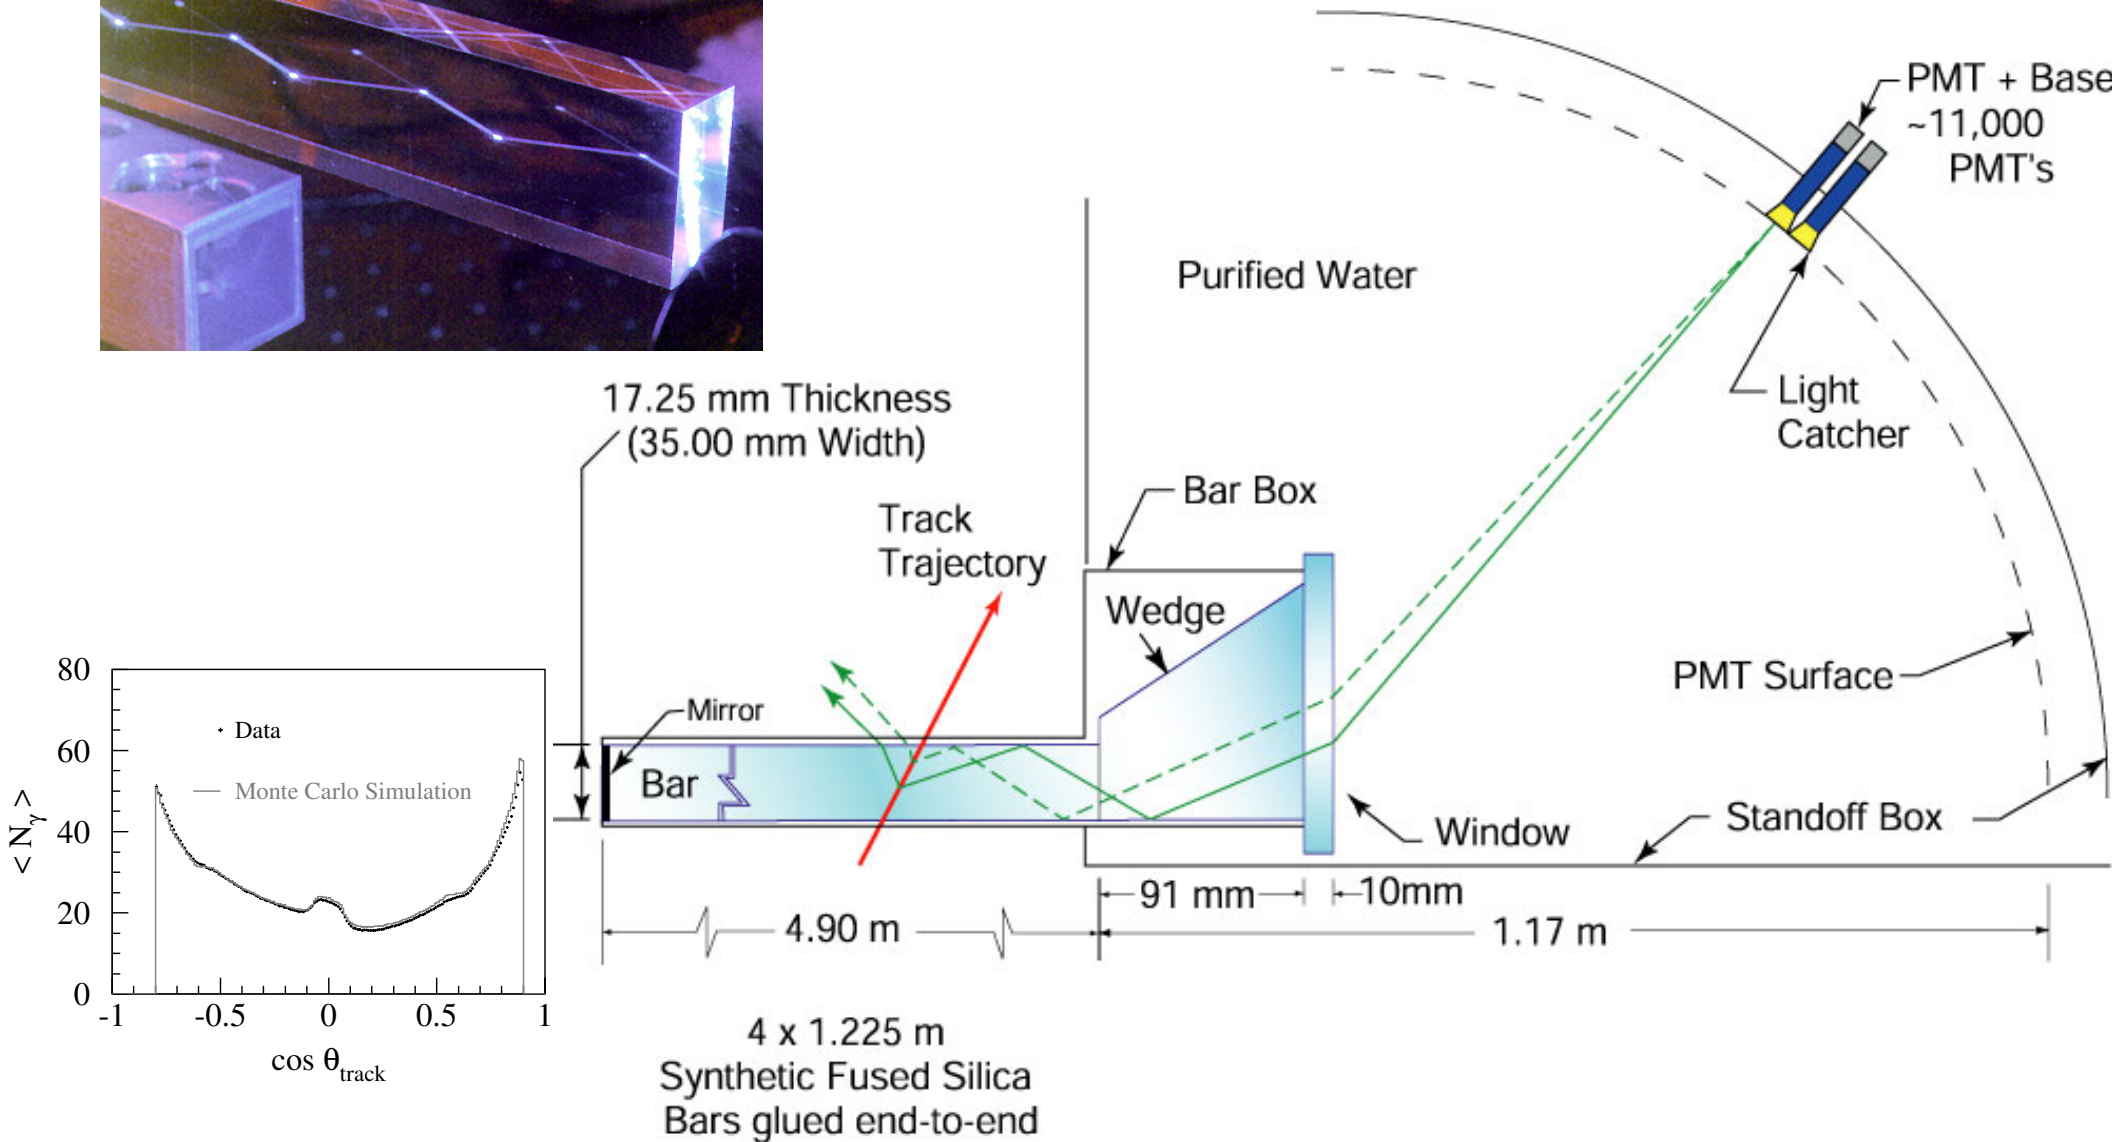 PMT + Base
~11,000
PMT's
Purified Water
Light
Catcher
17.25 mm Thickness
(35.00 mm Width)
Bar Box
Track
Trajectory
Wedge
PMT Surface
Mirror
Bar
Window
Standoff Box
91 mm
10mm
4.90 m
1.17 m
4 x 1.225 m
Synthetic Fused Silica
Bars glued end-to-end
80
60
40
20
0
< Nγ >
Data
Monte Carlo Simulation
-1
-0.5
0
0.5
1
cos θtrack